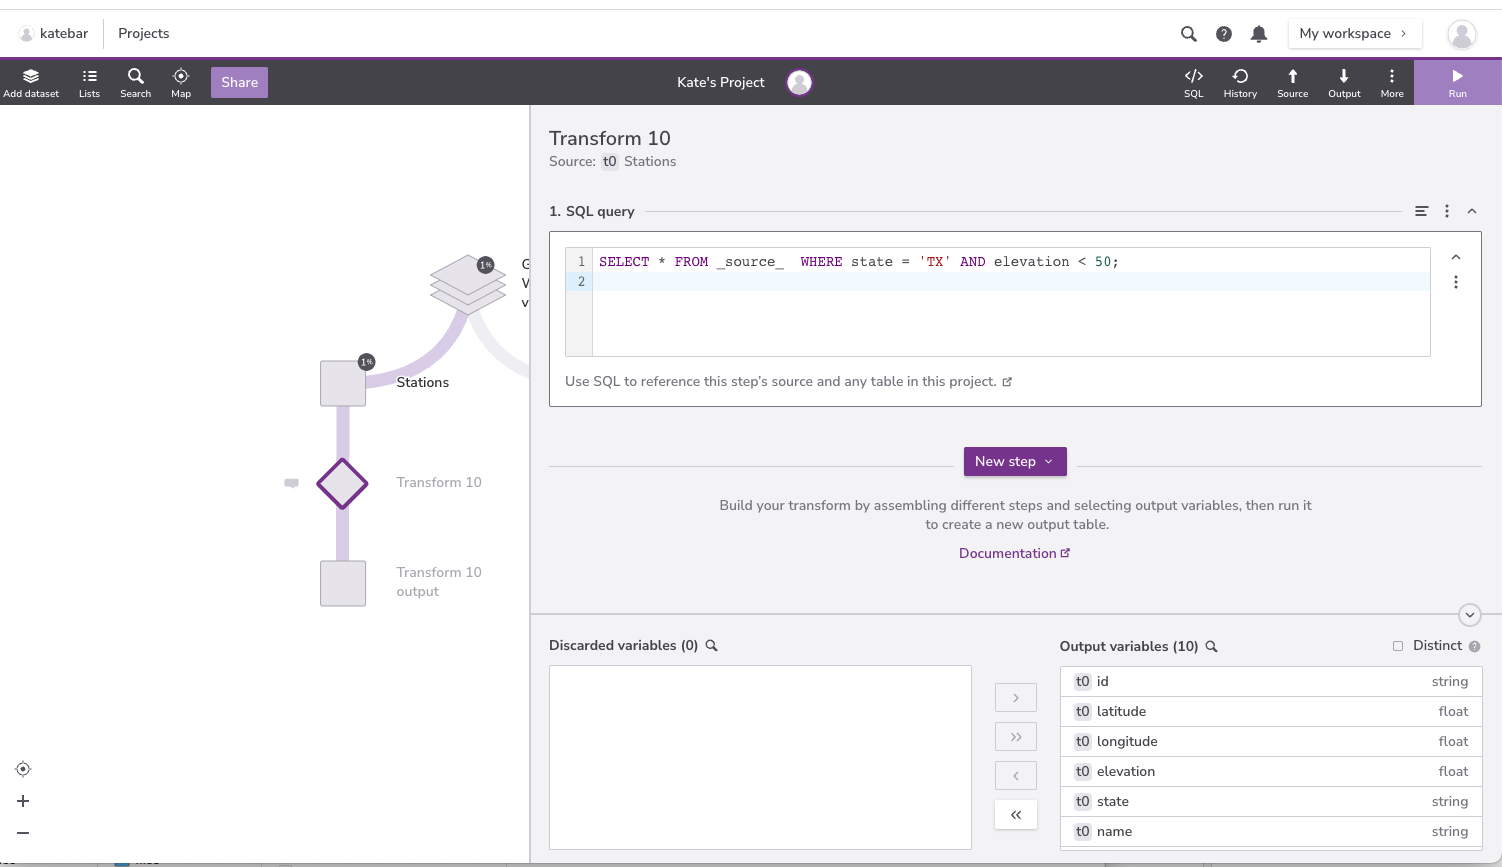 katebar
Projects
My workspace
Add dataset
Lists
Search
Map
Share
Kate's Project
SQL
History
Source
Output
More
Run
1%
1%
Stations
Transform 10
Transform 10
output
Transform 10
Source: t0 Stations
1. SQL query
1 SELECT * FROM _source_  WHERE state = 'TX' AND elevation < 50;
2
Use SQL to reference this step's source and any table in this project.
New step
Build your transform by assembling different steps and selecting output variables, then run it
to create a new output table.
Documentation
Discarded variables (0)
Output variables (10)
Distinct
t0 id string
t0 latitude float
t0 longitude float
t0 elevation float
t0 state string
t0 name string